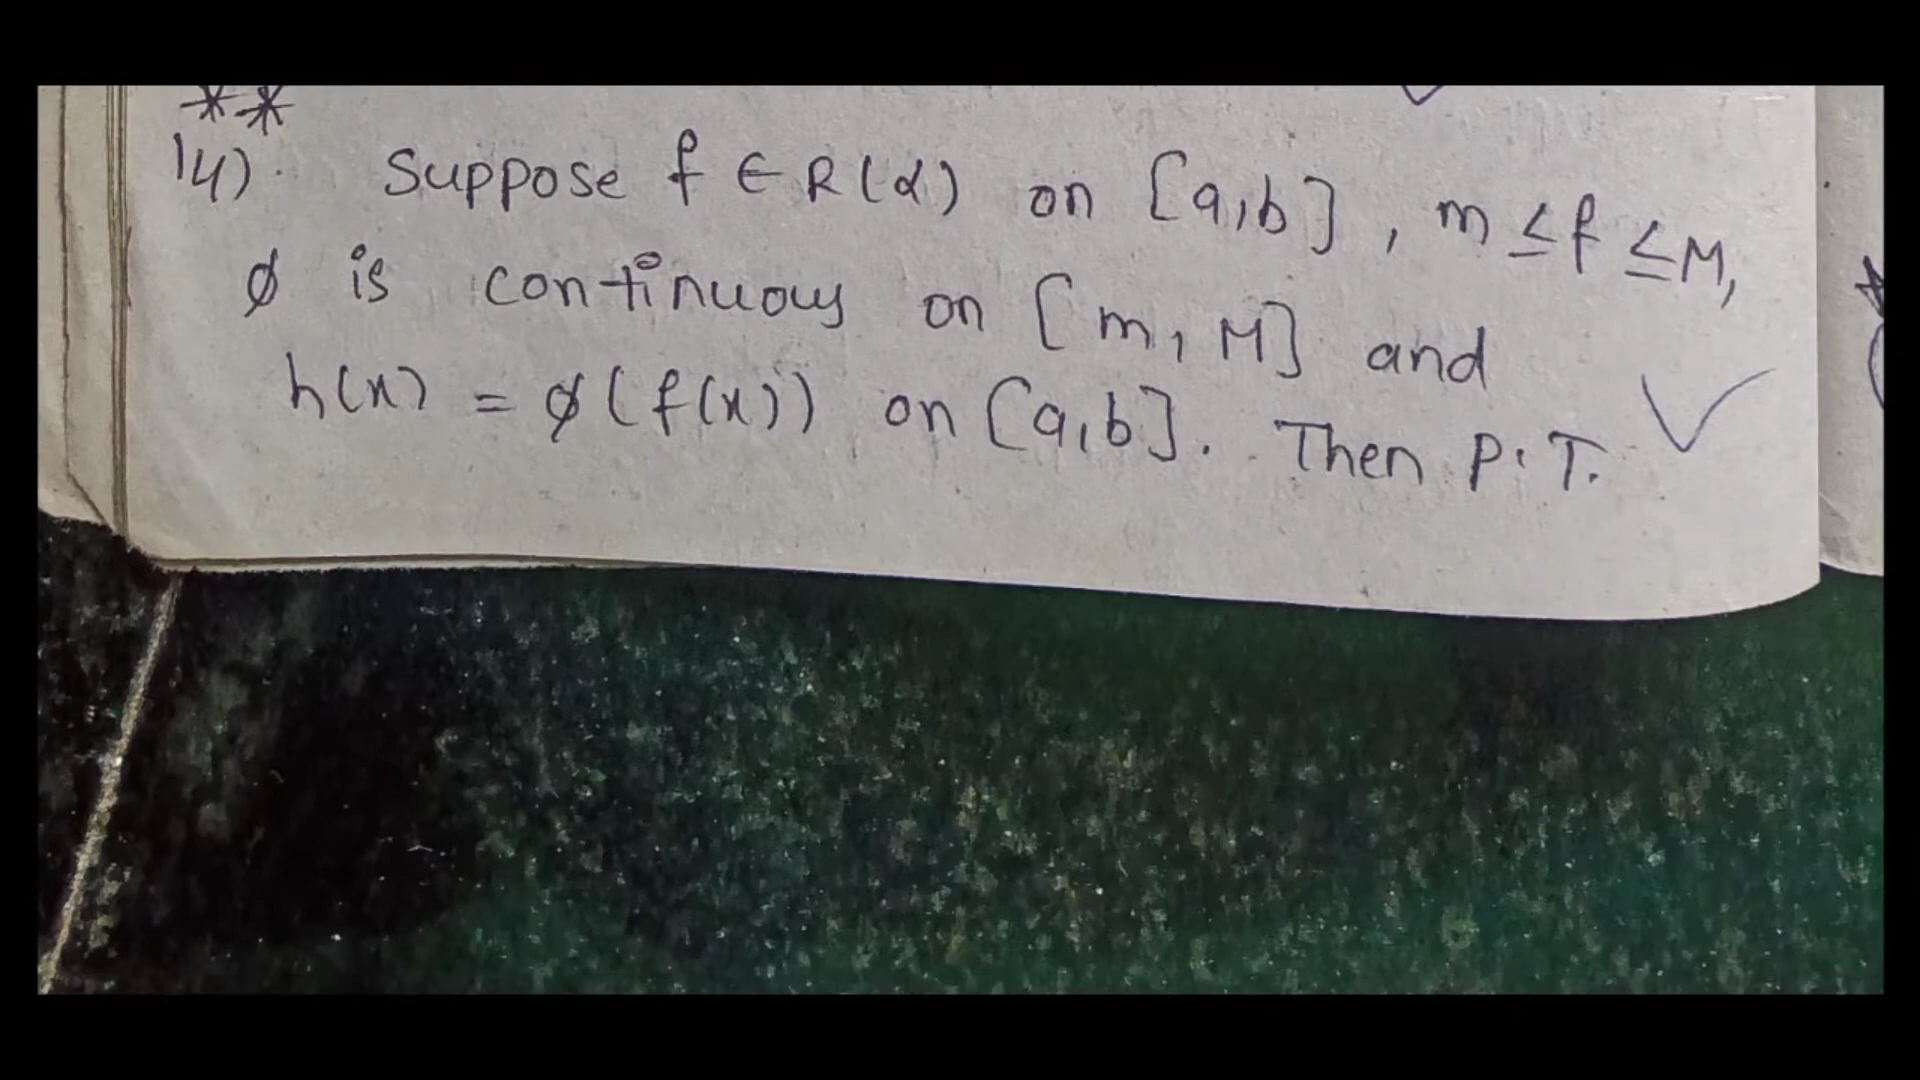 **
14). Suppose f ∈ R(α) on [a,b], m ≤ f ≤ M,
ϕ is continuous on [m, M] and
h(x) = ϕ(f(x)) on [a,b]. Then P.T.